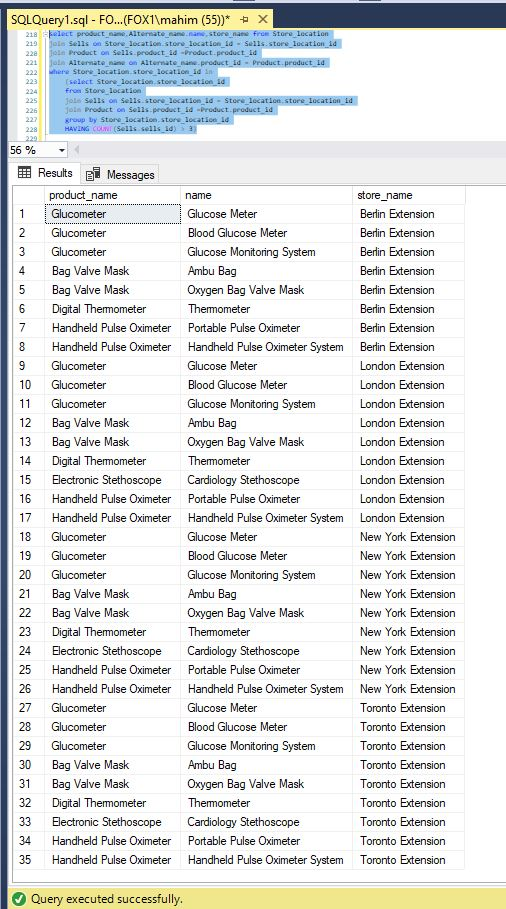 SQLQuery1.sql - FO...(FOX1\mahim (55))*
218 select product_name,Alternate_name.name,store_name from Store_location
219 join Sells on Store_location.store_location_id = Sells.store_location_id
220 join Product on Sells.product_id =Product.product_id
221 join Alternate_name on Alternate_name.product_id = Product.product_id
222 where Store_location.store_location_id in
223 (select Store_location.store_location_id
224 from Store_location
225 join Sells on Sells.store_location_id = Store_location.store_location_id
226 join Product on Sells.product_id =Product.product_id
227 group by Store_location.store_location_id
228 HAVING COUNT(Sells.sells_id) > 3)
229
56 %
Results Messages
product_name name store_name
1 Glucometer Glucose Meter Berlin Extension
2 Glucometer Blood Glucose Meter Berlin Extension
3 Glucometer Glucose Monitoring System Berlin Extension
4 Bag Valve Mask Ambu Bag Berlin Extension
5 Bag Valve Mask Oxygen Bag Valve Mask Berlin Extension
6 Digital Thermometer Thermometer Berlin Extension
7 Handheld Pulse Oximeter Portable Pulse Oximeter Berlin Extension
8 Handheld Pulse Oximeter Handheld Pulse Oximeter System Berlin Extension
9 Glucometer Glucose Meter London Extension
10 Glucometer Blood Glucose Meter London Extension
11 Glucometer Glucose Monitoring System London Extension
12 Bag Valve Mask Ambu Bag London Extension
13 Bag Valve Mask Oxygen Bag Valve Mask London Extension
14 Digital Thermometer Thermometer London Extension
15 Electronic Stethoscope Cardiology Stethoscope London Extension
16 Handheld Pulse Oximeter Portable Pulse Oximeter London Extension
17 Handheld Pulse Oximeter Handheld Pulse Oximeter System London Extension
18 Glucometer Glucose Meter New York Extension
19 Glucometer Blood Glucose Meter New York Extension
20 Glucometer Glucose Monitoring System New York Extension
21 Bag Valve Mask Ambu Bag New York Extension
22 Bag Valve Mask Oxygen Bag Valve Mask New York Extension
23 Digital Thermometer Thermometer New York Extension
24 Electronic Stethoscope Cardiology Stethoscope New York Extension
25 Handheld Pulse Oximeter Portable Pulse Oximeter New York Extension
26 Handheld Pulse Oximeter Handheld Pulse Oximeter System New York Extension
27 Glucometer Glucose Meter Toronto Extension
28 Glucometer Blood Glucose Meter Toronto Extension
29 Glucometer Glucose Monitoring System Toronto Extension
30 Bag Valve Mask Ambu Bag Toronto Extension
31 Bag Valve Mask Oxygen Bag Valve Mask Toronto Extension
32 Digital Thermometer Thermometer Toronto Extension
33 Electronic Stethoscope Cardiology Stethoscope Toronto Extension
34 Handheld Pulse Oximeter Portable Pulse Oximeter Toronto Extension
35 Handheld Pulse Oximeter Handheld Pulse Oximeter System Toronto Extension
Query executed successfully.